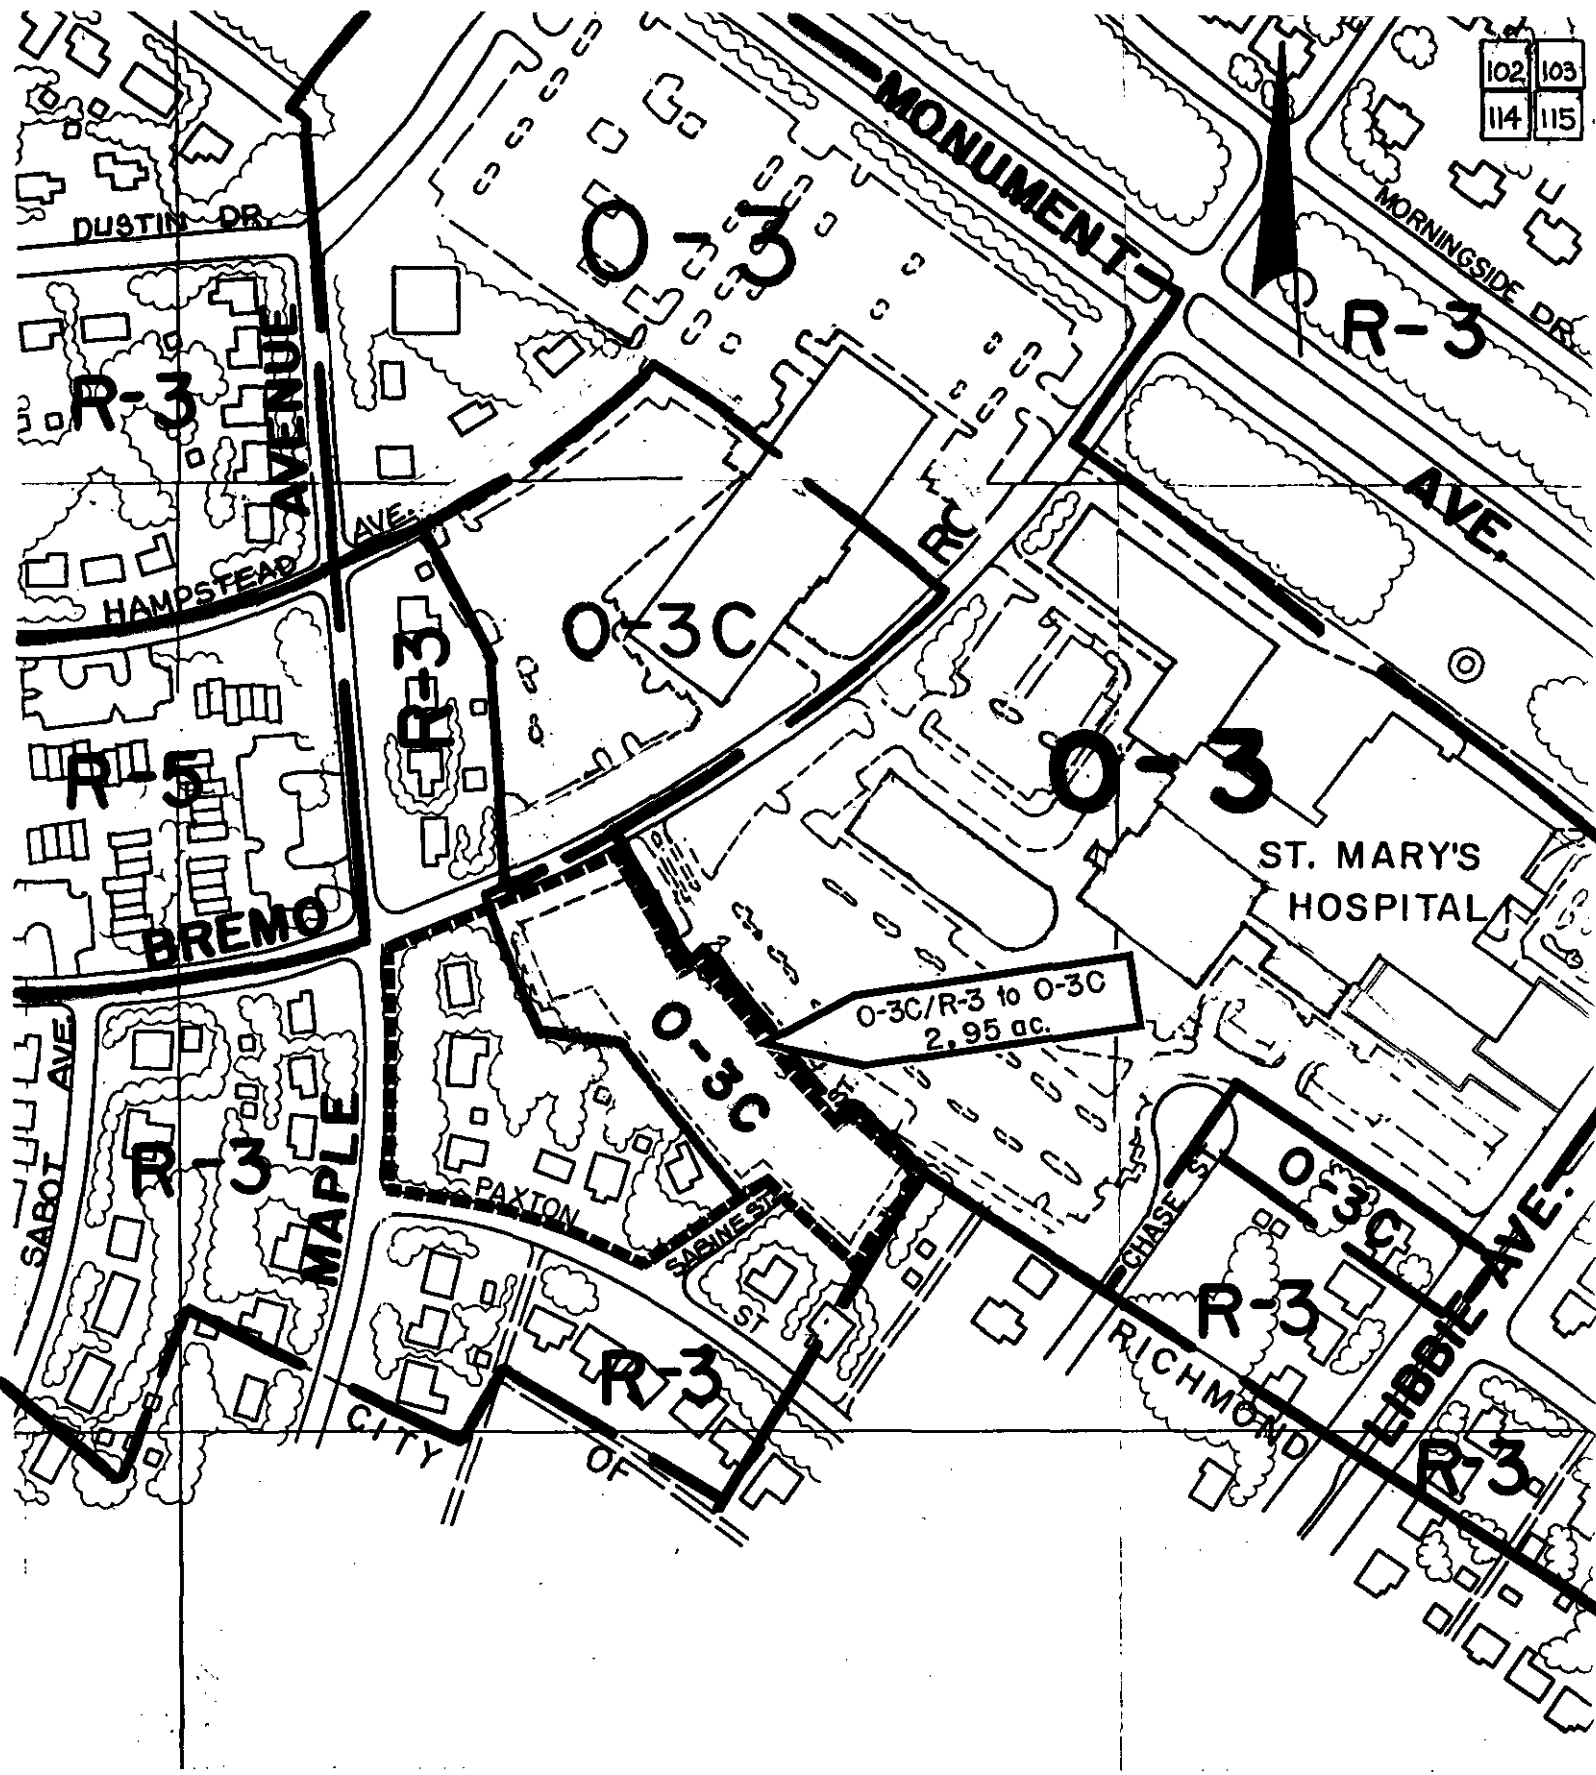 102 103
114 115
MONUMENT
AVE.
MORNINGSIDE DR.
DUSTIN DR.
O-3
R-3
R-3
AVENUE
HAMPSTEAD AVE.
RD
O-3C
R-3
R-5
O-3
ST. MARY'S
HOSPITAL
BREMO
O-3C/R-3 to O-3C
2.95 ac.
O-3C
ST.
SABOT AVE.
R-3
MAPLE
PAXTON
SABINE ST.
ST
CHASE ST
O-3C
R-3
LIBBIE AVE.
R-3
R-3
CITY OF RICHMOND